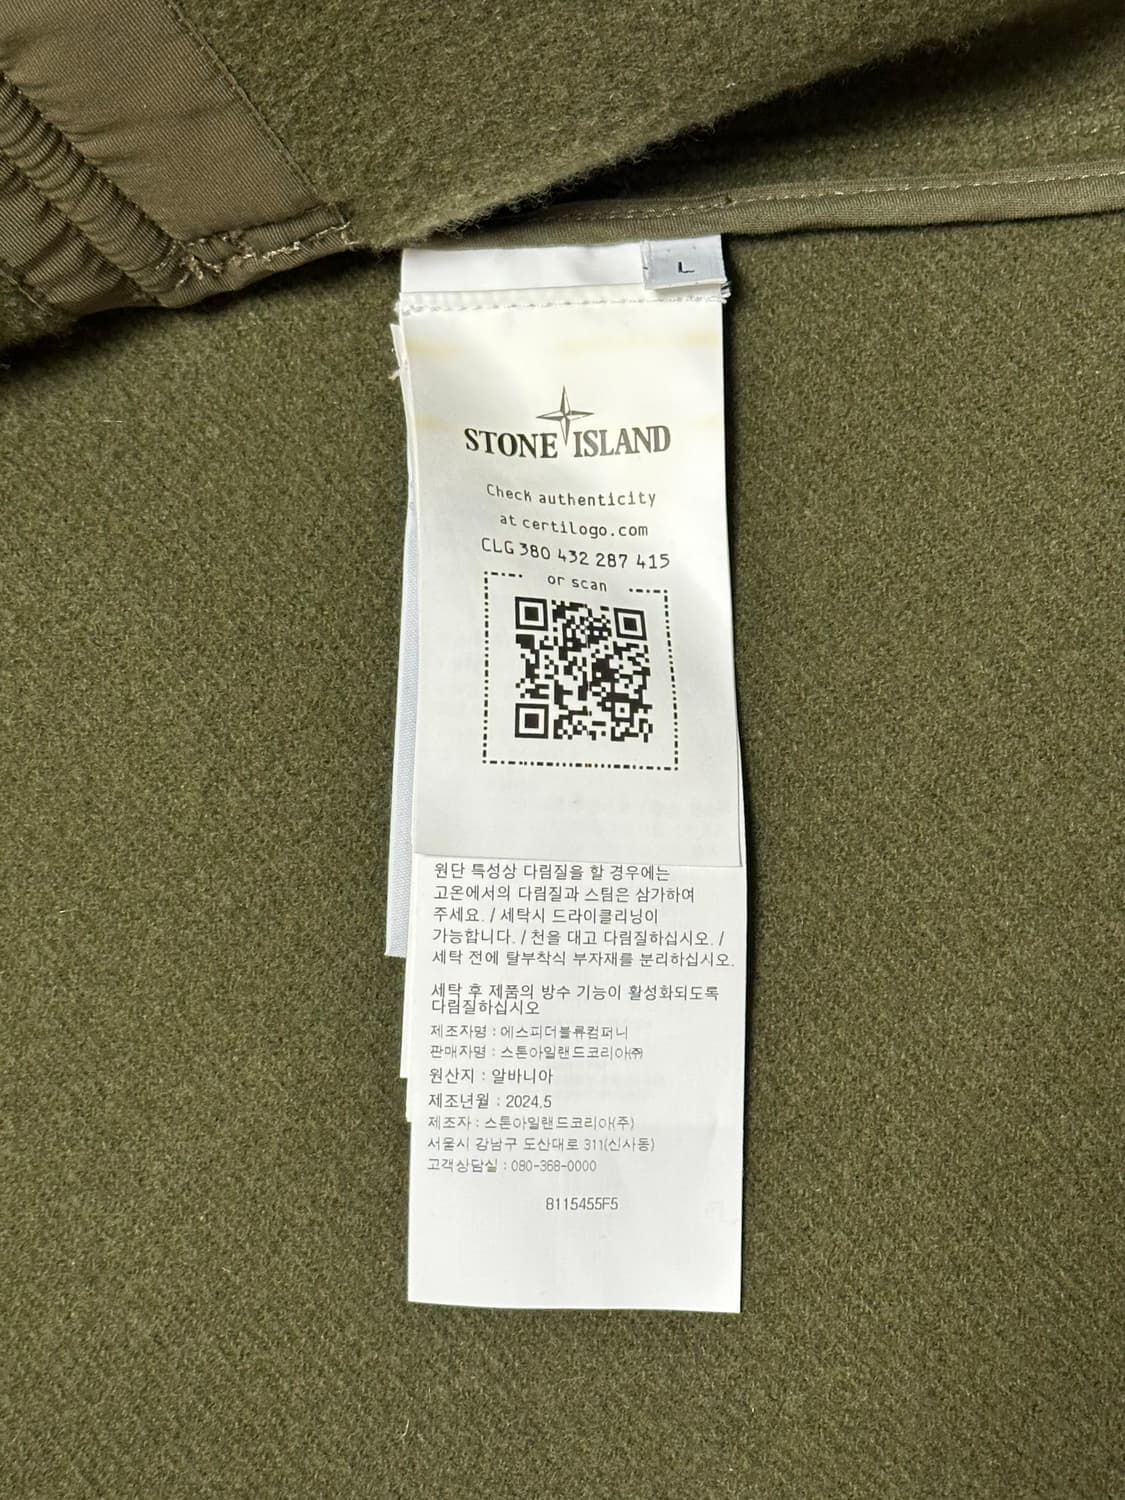 L
STONE ISLAND
Check authenticity
at certilogo.com
CLG 380 432 287 415
or scan
원단 특성상 다림질을 할 경우에는
고온에서의 다림질과 스팀은 삼가하여
주세요. / 세탁시 드라이클리닝이
가능합니다. / 천을 대고 다림질하십시오. /
세탁 전에 탈부착식 부자재를 분리하십시오.
세탁 후 제품의 방수 기능이 활성화되도록
다림질하십시오
제조자명 : 에스피더블류컴퍼니
판매자명 : 스톤아일랜드코리아㈜
원산지 : 알바니아
제조년월 : 2024.5
제조자 : 스톤아일랜드코리아(주)
서울시 강남구 도산대로 311(신사동)
고객상담실 : 080-368-0000
8115455F5